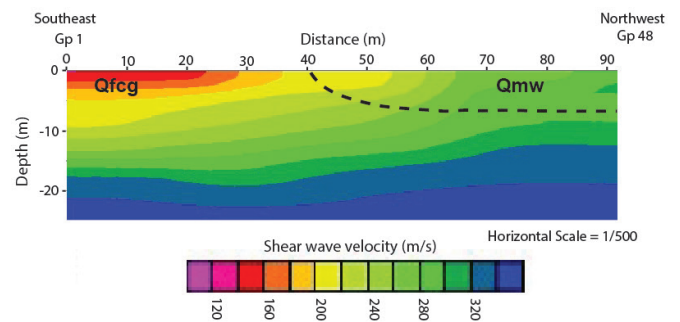 Southeast
Northwest
Gp 1
Distance (m)
Gp 48
0 10 20 30 40 50 60 70 80 90
0
Qfcg
Qmw
-10
Depth (m)
-20
Horizontal Scale = 1/500
Shear wave velocity (m/s)
120 160 200 240 280 320